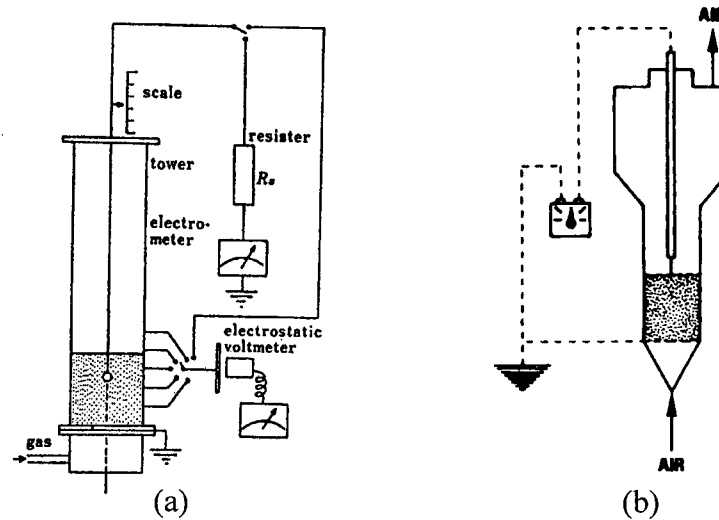 scale
tower
electro-
meter
resister
Rs
electrostatic
voltmeter
gas
(a)
AIR
(b)